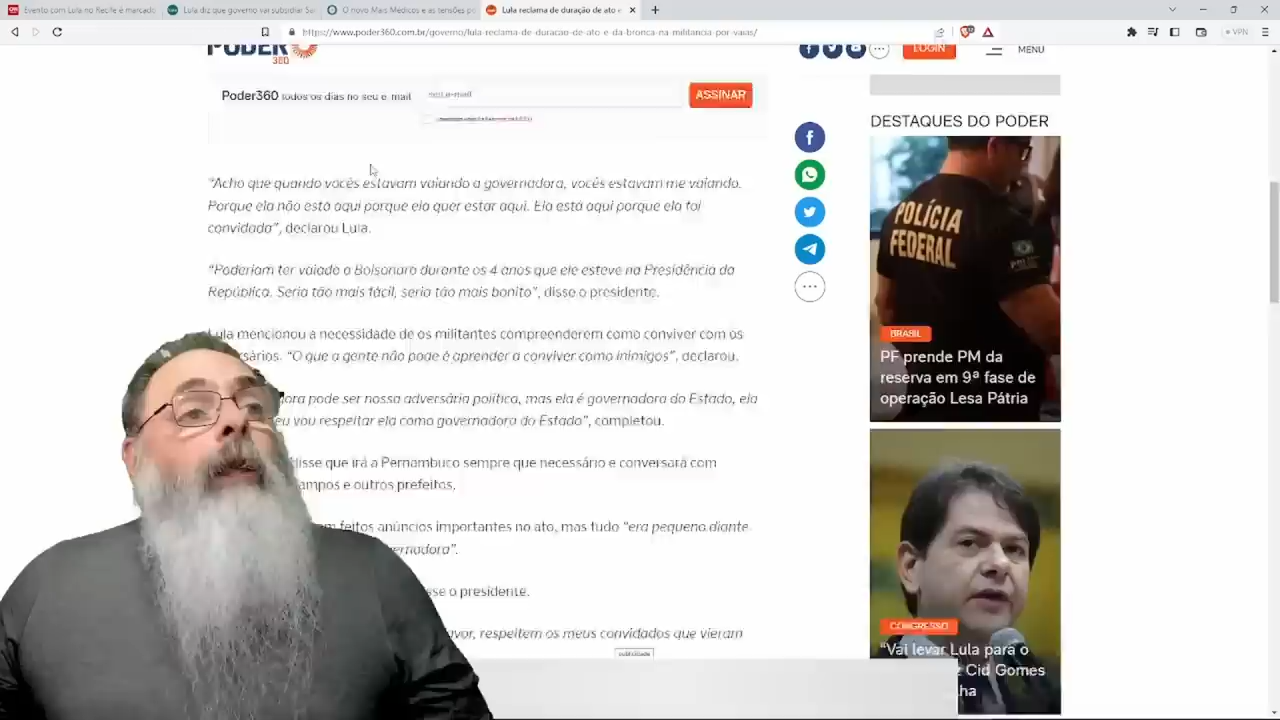 Evento com Lula no Recife é marcado
Lula diz que governo vai subsidiar
O novo Mais Médicos e as tensões
Lula reclama de duração de ato e
https://www.poder360.com.br/governo/lula-reclama-de-duracao-de-ato-e-da-bronca-na-militancia-por-vaias/
VPN
PODER
360
LOGIN
MENU
Poder360 todos os dias no seu e-mail
seu e-mail
ASSINAR
DESTAQUES DO PODER
"Acho que quando vocês estavam vaiando a governadora, vocês estavam me vaiando.
Porque ela não está aqui porque ela quer estar aqui. Ela está aqui porque ela foi
convidada", declarou Lula.
"Poderiam ter vaiado o Bolsonaro durante os 4 anos que ele esteve na Presidência da
República. Seria tão mais fácil, seria tão mais bonito", disse o presidente.
Lula mencionou a necessidade de os militantes compreenderem como conviver com os
sários. "O que a gente não pode é aprender a conviver como inimigos", declarou.
ora pode ser nossa adversária política, mas ela é governadora do Estado, ela
eu vou respeitar ela como governadora do Estado", completou.
disse que irá a Pernambuco sempre que necessário e conversará com
ampos e outros prefeitos.
m feitos anúncios importantes no ato, mas tudo "era pequeno diante
vernadora".
sse o presidente.
avor, respeitem os meus convidados que vieram
publicidade
POLÍCIA
FEDERAL
BRASIL
PF prende PM da
reserva em 9ª fase de
operação Lesa Pátria
CONGRESSO
"Vai levar Lula para o
z Cid Gomes
ha